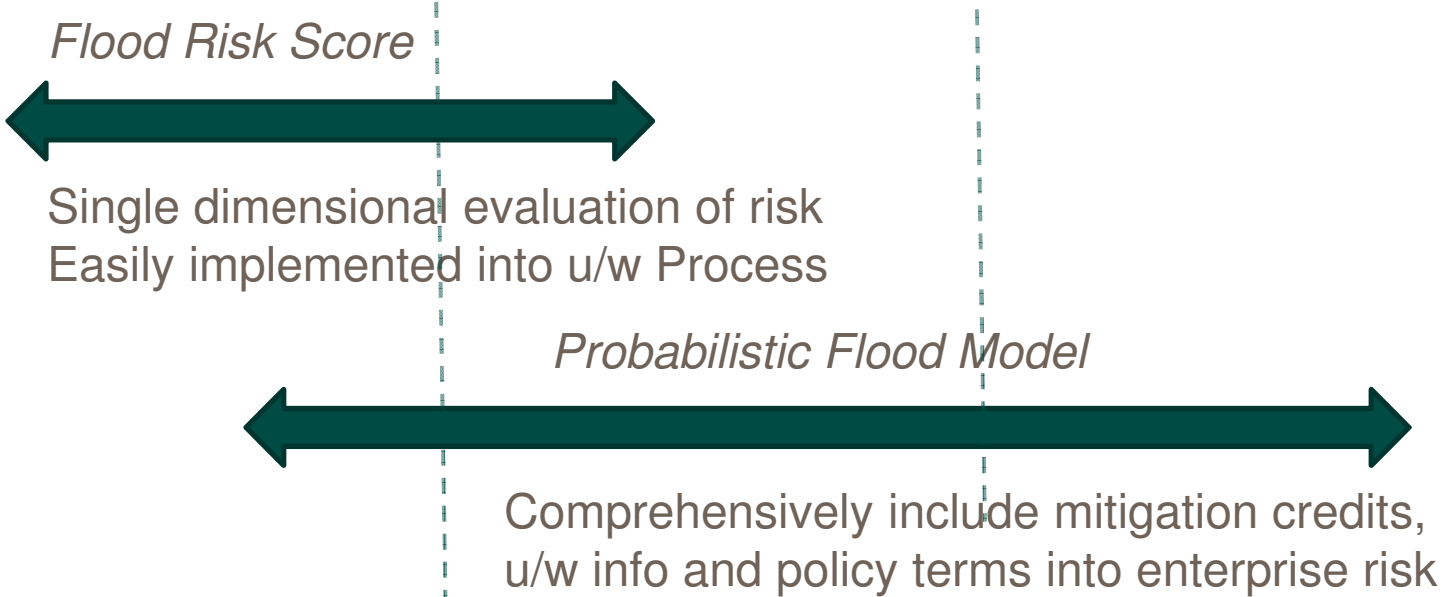 Flood Risk Score
Single dimensional evaluation of risk
Easily implemented into u/w Process
Probabilistic Flood Model
Comprehensively include mitigation credits,
u/w info and policy terms into enterprise risk